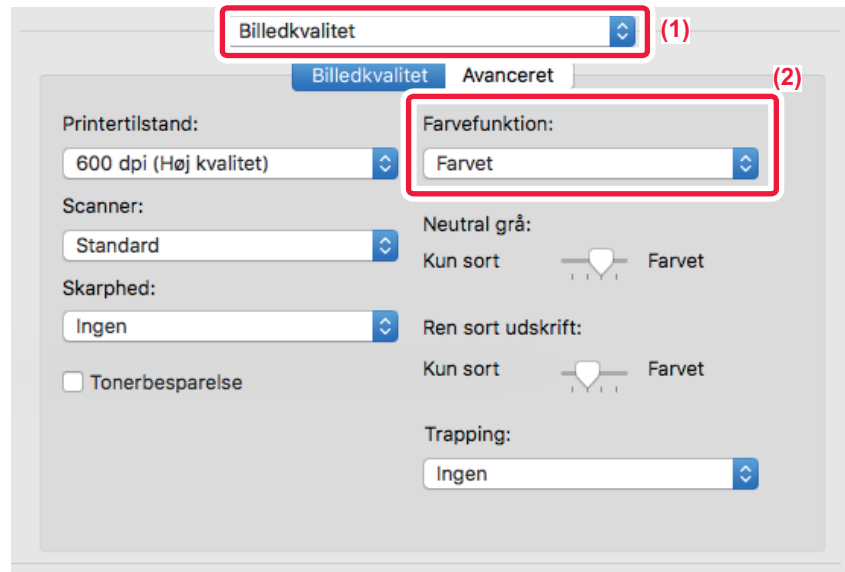 Billedkvalitet
(1)
Billedkvalitet Avanceret
(2)
Printertilstand:
600 dpi (Høj kvalitet)
Scanner:
Standard
Skarphed:
Ingen
Tonerbesparelse
Farvefunktion:
Farvet
Neutral grå:
Kun sort Farvet
Ren sort udskrift:
Kun sort Farvet
Trapping:
Ingen